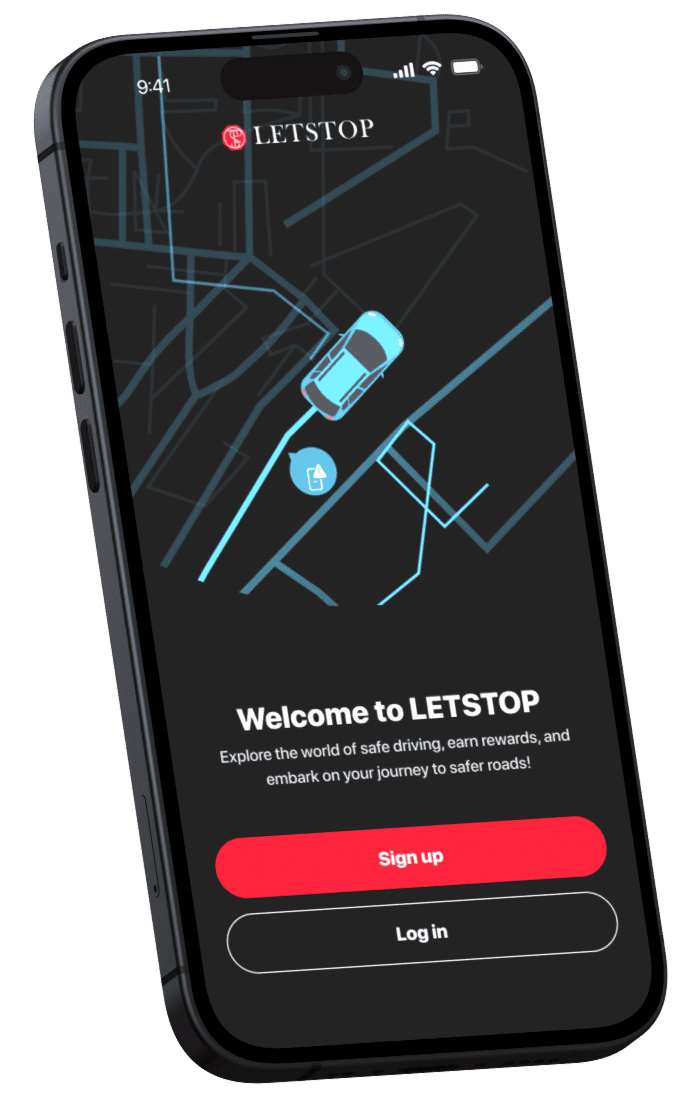 9:41
LETSTOP
Welcome to LETSTOP
Explore the world of safe driving, earn rewards, and
embark on your journey to safer roads!
Sign up
Log in